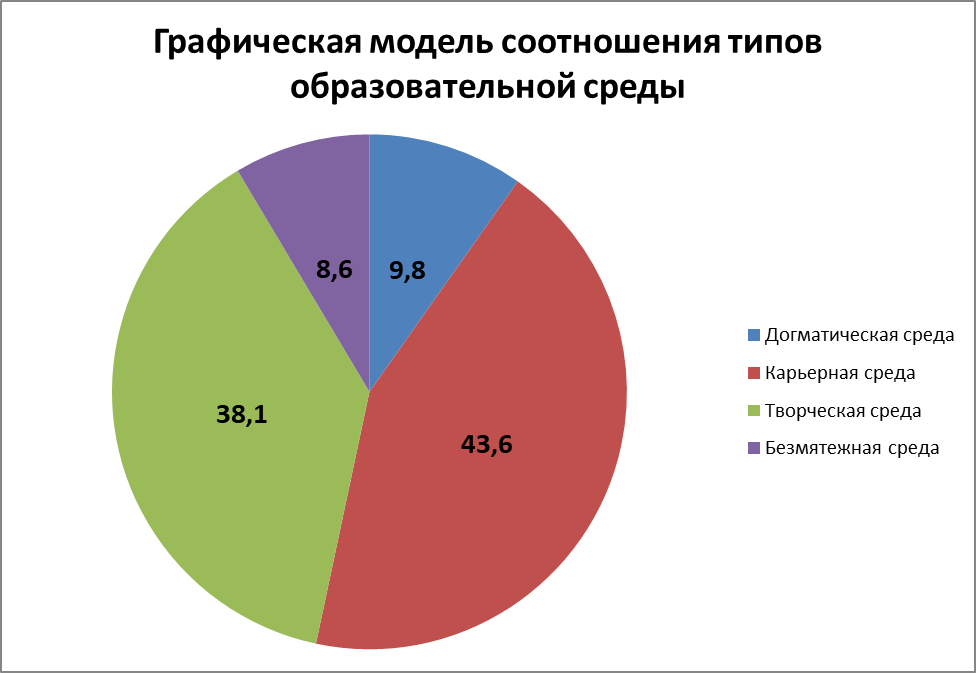 Графическая модель соотношения типов
образовательной среды
8,6
9,8
38,1
43,6
Догматическая среда
Карьерная среда
Творческая среда
Безмятежная среда